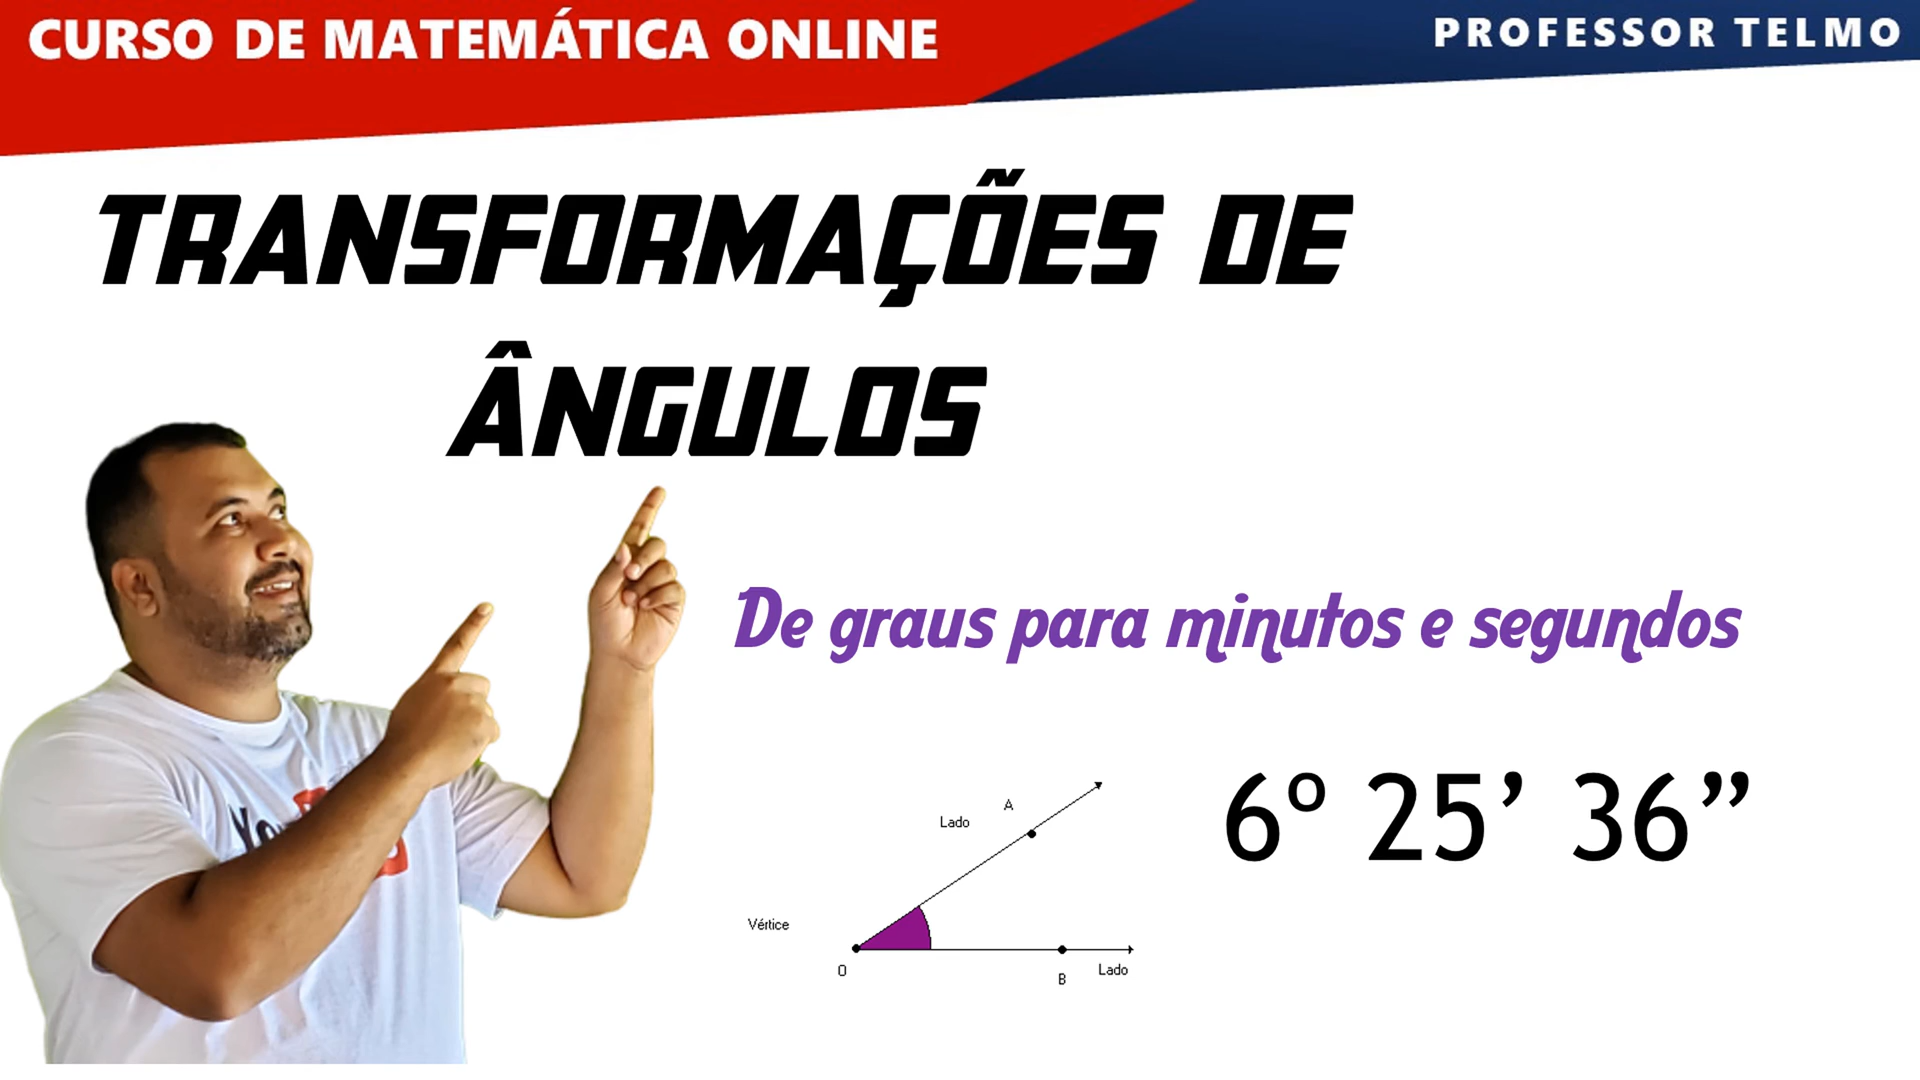 CURSO DE MATEMÁTICA ONLINE
PROFESSOR TELMO
TRANSFORMAÇÕES DE
ÂNGULOS
De graus para minutos e segundos
6º 25’ 36”
A
Lado
Vértice
O
B
Lado